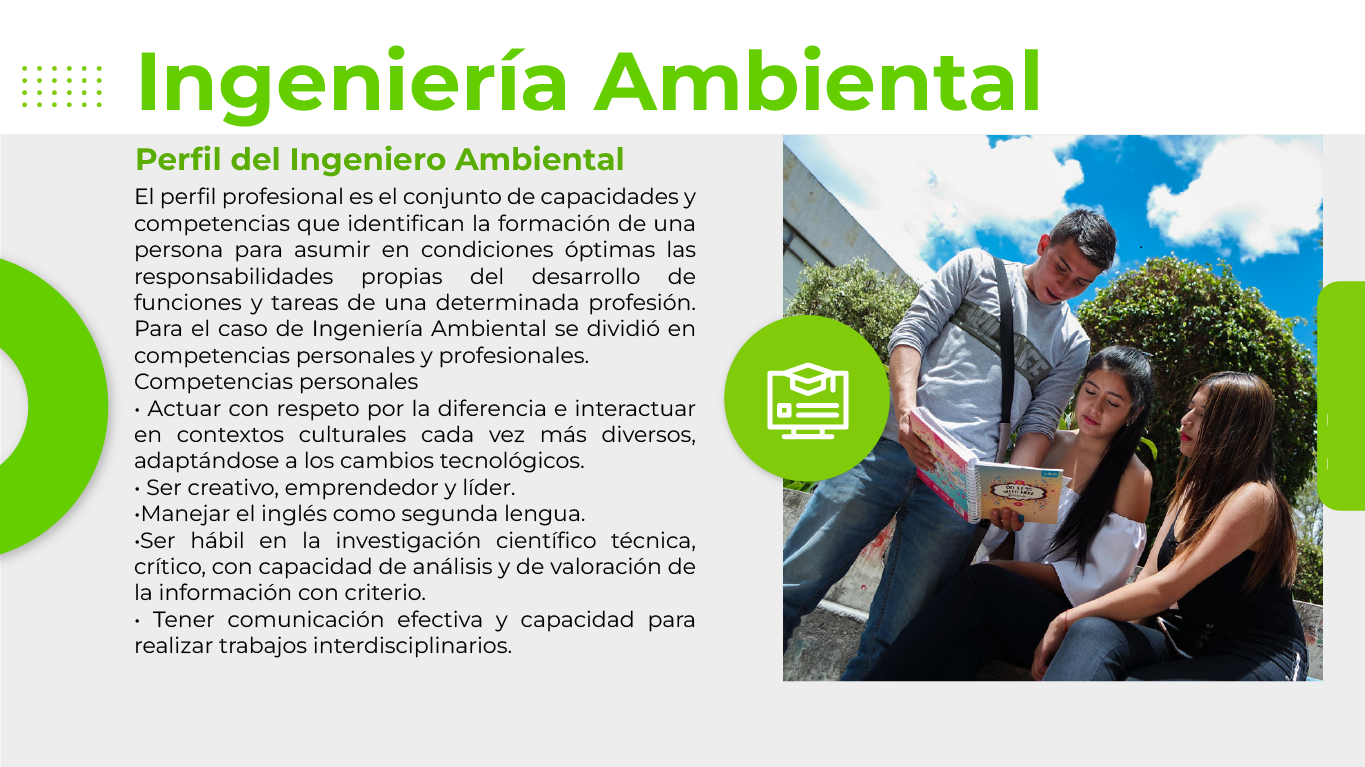 Ingeniería Ambiental
Perfil del Ingeniero Ambiental
El perfil profesional es el conjunto de capacidades y
competencias que identifican la formación de una
persona para asumir en condiciones óptimas las
responsabilidades propias del desarrollo de
funciones y tareas de una determinada profesión.
Para el caso de Ingeniería Ambiental se dividió en
competencias personales y profesionales.
Competencias personales
• Actuar con respeto por la diferencia e interactuar
en contextos culturales cada vez más diversos,
adaptándose a los cambios tecnológicos.
• Ser creativo, emprendedor y líder.
•Manejar el inglés como segunda lengua.
•Ser hábil en la investigación científico técnica,
crítico, con capacidad de análisis y de valoración de
la información con criterio.
• Tener comunicación efectiva y capacidad para
realizar trabajos interdisciplinarios.